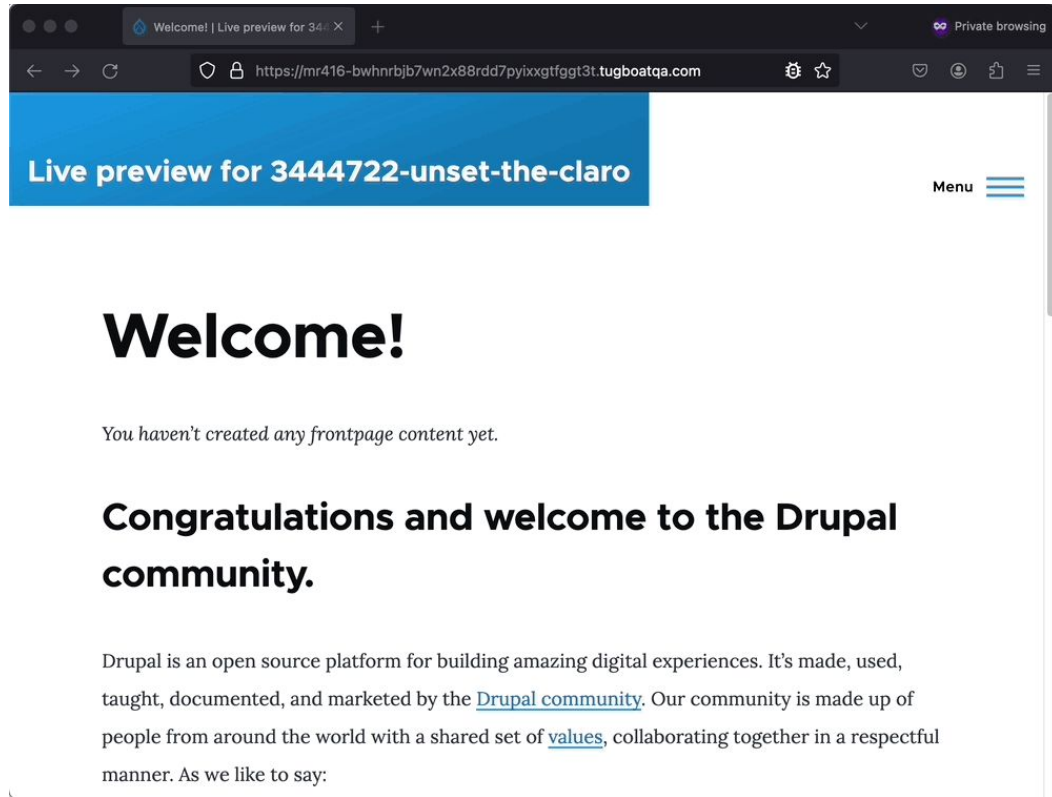 Welcome! | Live preview for 344
Private browsing
https://mr416-bwhnrbjb7wn2x88rdd7pyixxgtfggt3t.tugboatqa.com
Live preview for 3444722-unset-the-claro
Menu
Welcome!
You haven’t created any frontpage content yet.
Congratulations and welcome to the Drupal
community.
Drupal is an open source platform for building amazing digital experiences. It’s made, used,
taught, documented, and marketed by the Drupal community. Our community is made up of
people from around the world with a shared set of values, collaborating together in a respectful
manner. As we like to say: